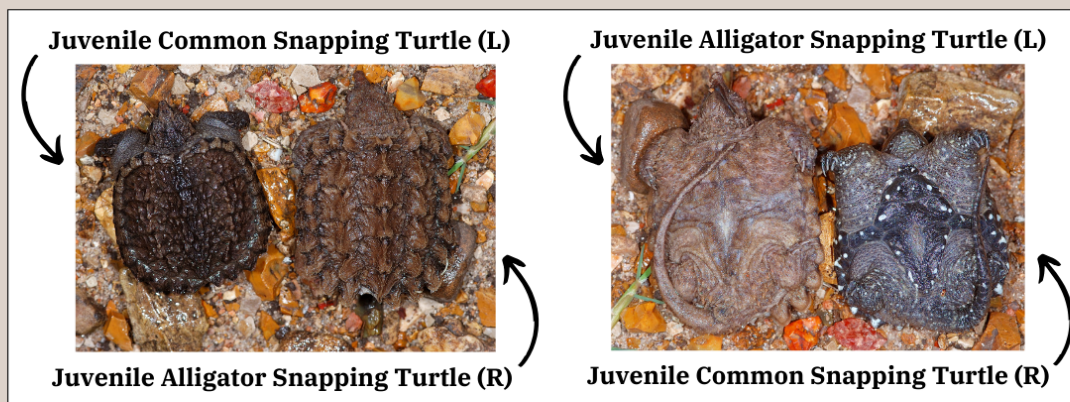 Juvenile Common Snapping Turtle (L)
Juvenile Alligator Snapping Turtle (R)
Juvenile Alligator Snapping Turtle (L)
Juvenile Common Snapping Turtle (R)